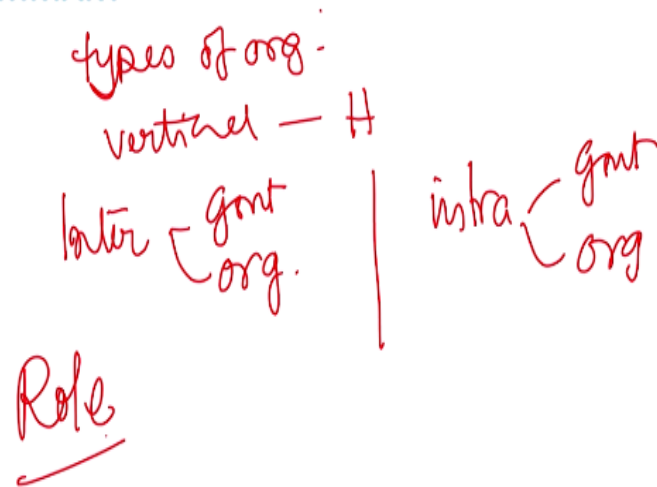 types of org:
vertical — H
Inter govt
org.
intra govt
org
Role